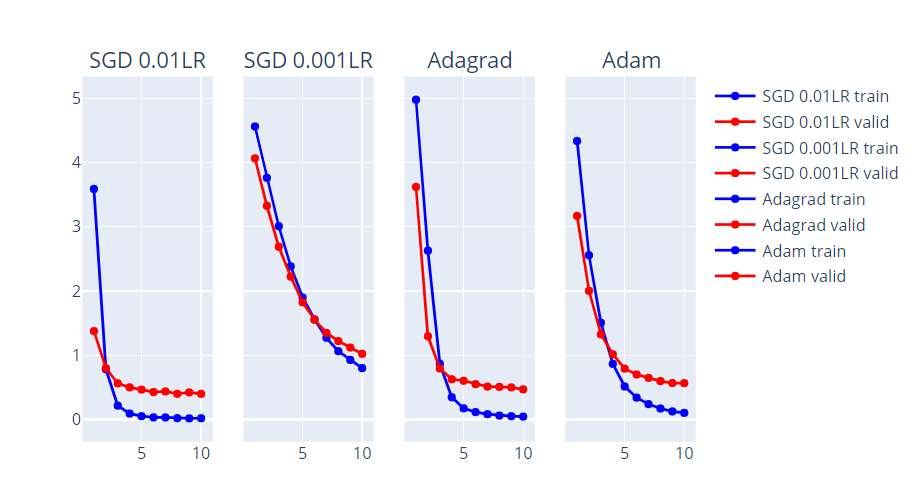 SGD 0.01LR
SGD 0.001LR
Adagrad
Adam
5
4
3
2
1
0
5
10
5
10
5
10
5
10
SGD 0.01LR train
SGD 0.01LR valid
SGD 0.001LR train
SGD 0.001LR valid
Adagrad train
Adagrad valid
Adam train
Adam valid